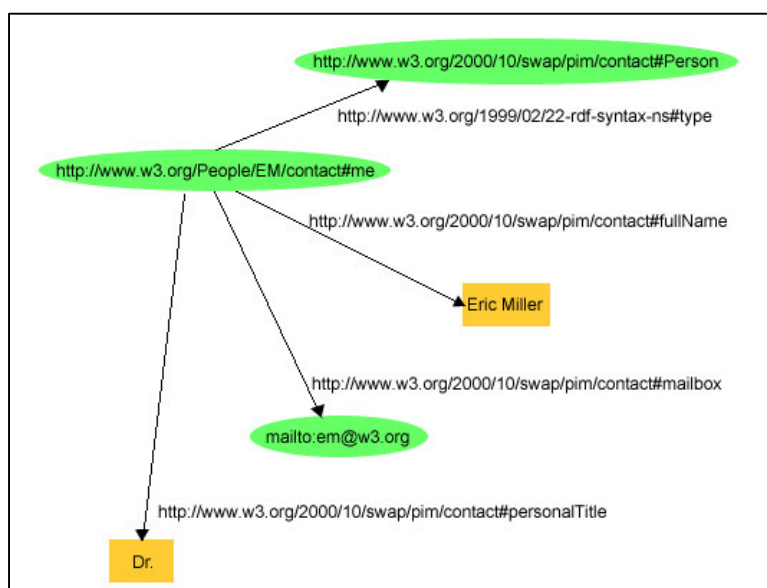 http://www.w3.org/2000/10/swap/pim/contact#Person
http://www.w3.org/1999/02/22-rdf-syntax-ns#type
http://www.w3.org/People/EM/contact#me
http://www.w3.org/2000/10/swap/pim/contact#fullName
Eric Miller
http://www.w3.org/2000/10/swap/pim/contact#mailbox
mailto:em@w3.org
http://www.w3.org/2000/10/swap/pim/contact#personalTitle
Dr.